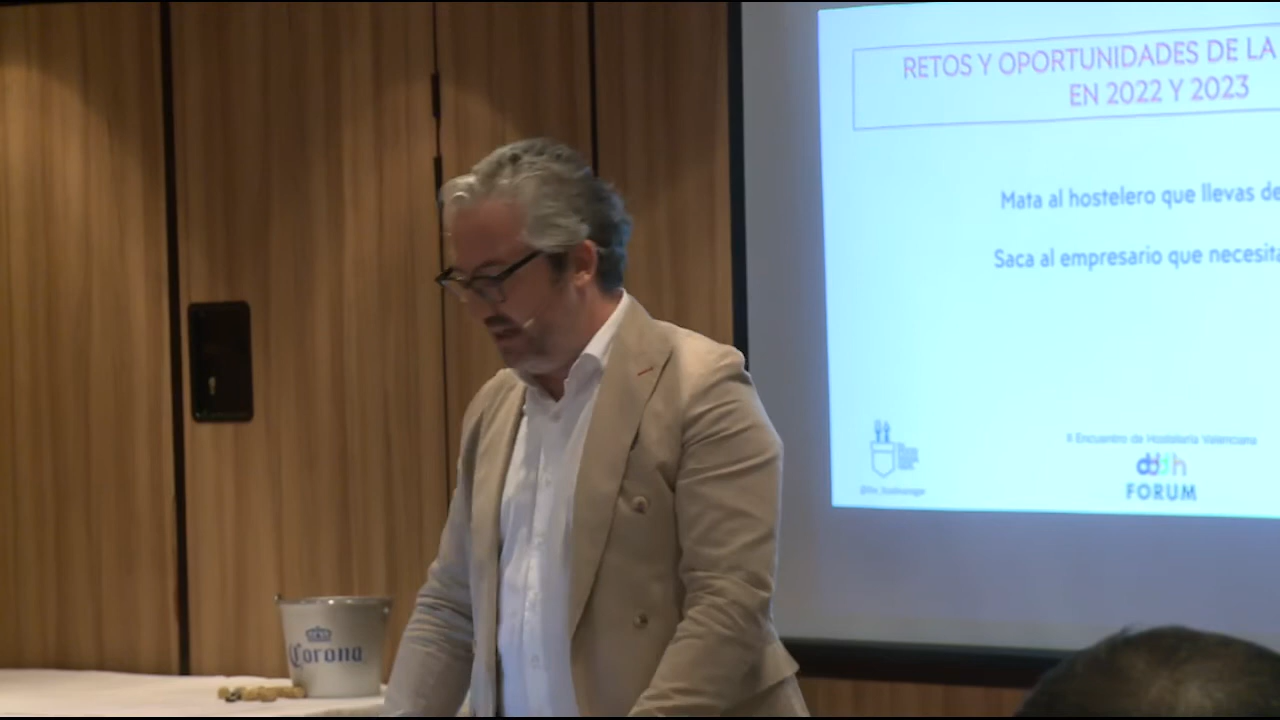 RETOS Y OPORTUNIDADES DE LA
EN 2022 Y 2023
Mata al hostelero que llevas de
Saca al empresario que necesita
II Encuentro de Hostelería Valenciana
FORUM
Corona